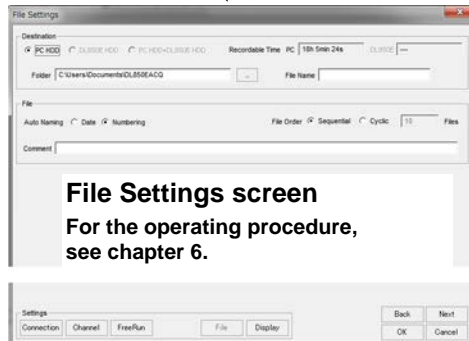 File Settings
Destination
PC HDD DL850E HDD PC HDD+DL850E HDD Recordable Time PC 18h 5min 24s DL850E ---
Folder C:\Users\Documents\DL850EACQ ... File Name
File
Auto Naming Date Numbering File Order Sequential Cyclic 10 Files
Comment
File Settings screen
For the operating procedure,
see chapter 6.
Settings
Connection Channel FreeRun File Display
Back Next
OK Cancel